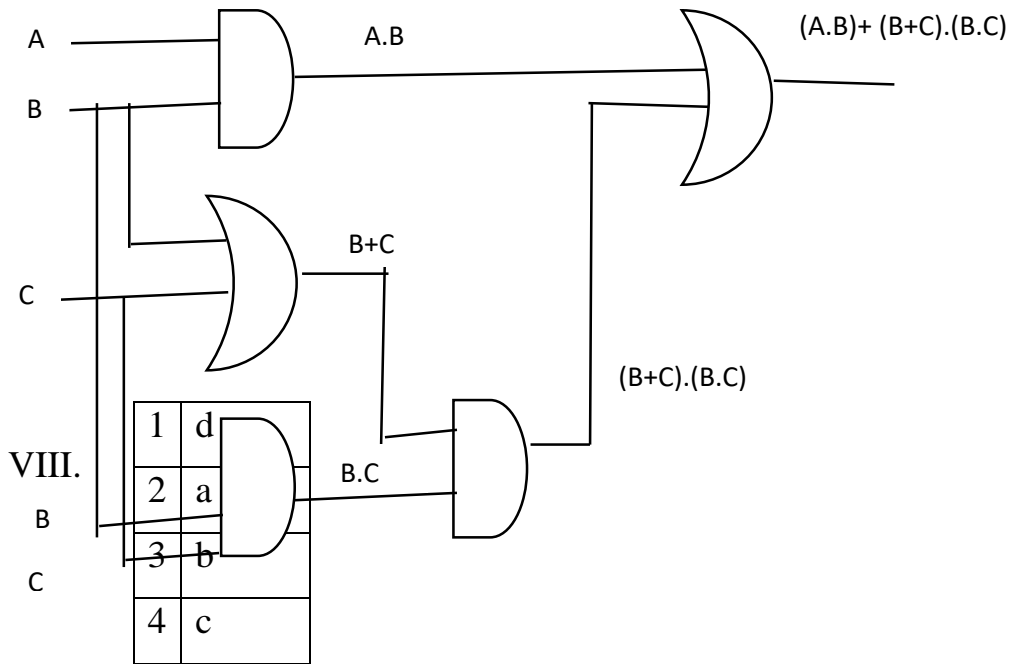 A
A.B
(A.B)+ (B+C).(B.C)
B
B+C
C
(B+C).(B.C)
1 d
VIII.
B.C
2 a
B
3 b
C
4 c